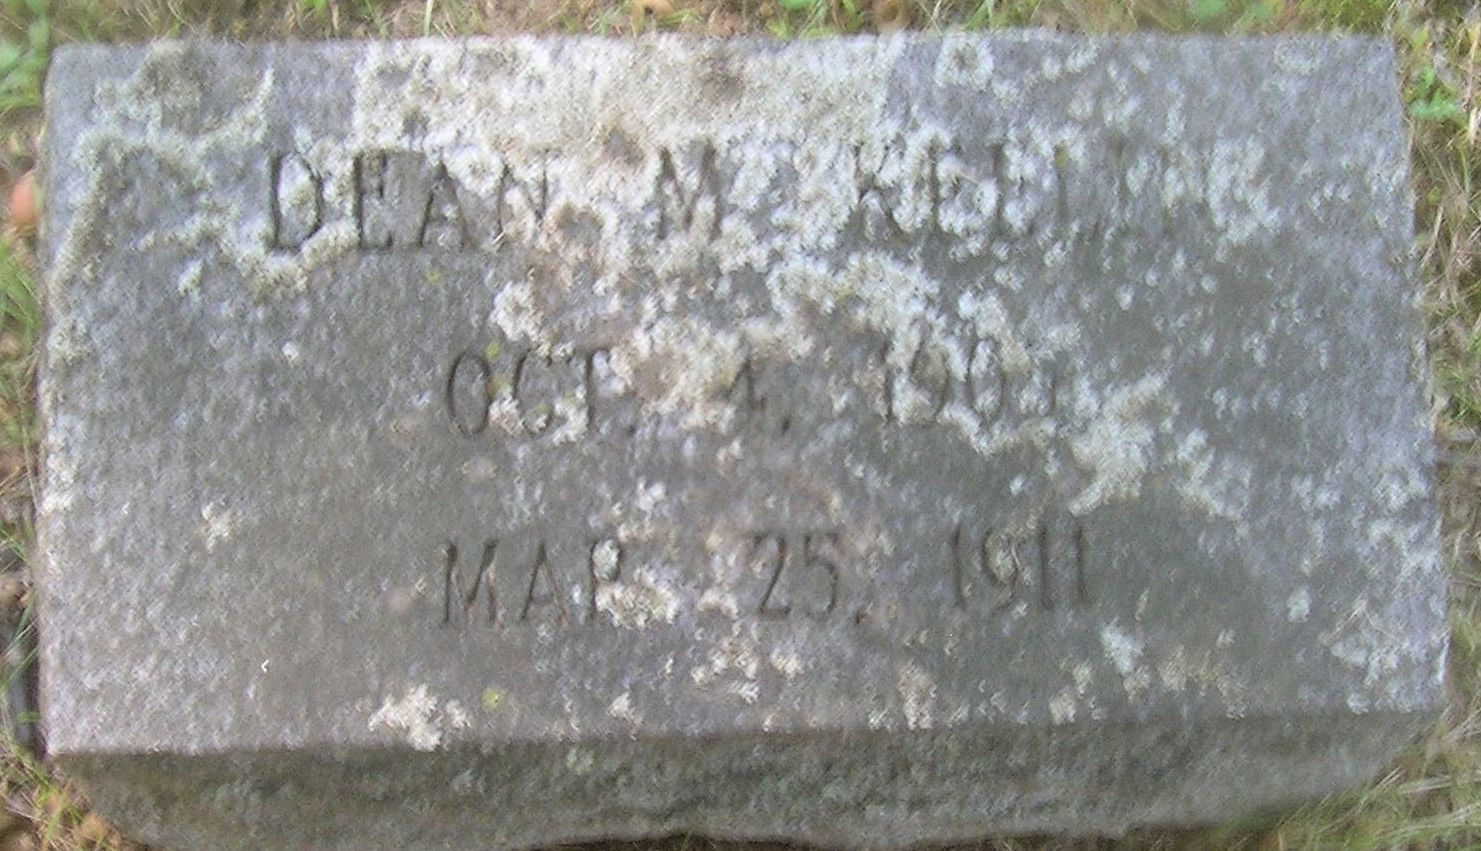 DEAN M.
OCT. 4,
MAR. 25, 1911